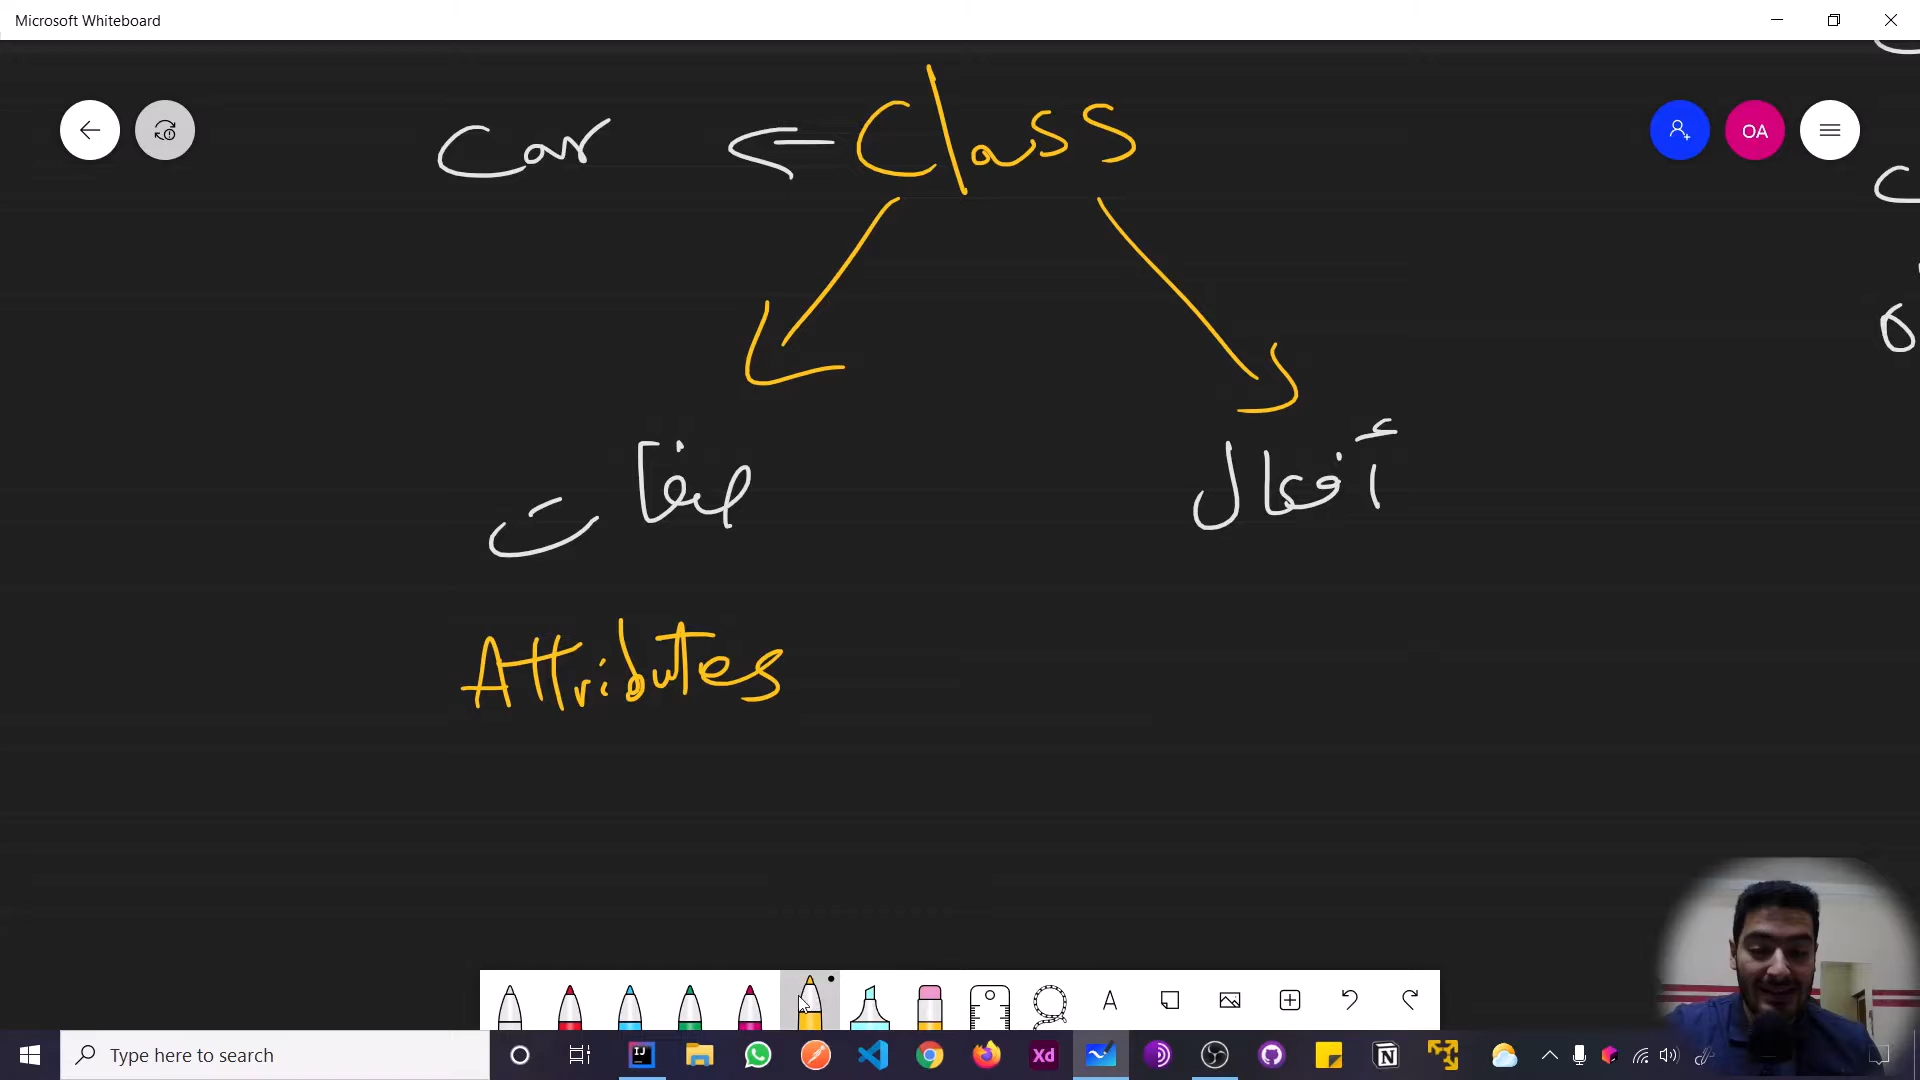 Microsoft Whiteboard
Car ← Class
OA
صفات
أفعال
Attributes
Type here to search